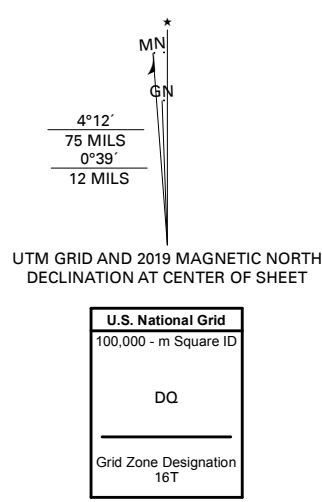 MN
GN
4°12´
75 MILS
0°39´
12 MILS
UTM GRID AND 2019 MAGNETIC NORTH
DECLINATION AT CENTER OF SHEET
U.S. National Grid
100,000 - m Square ID
DQ
Grid Zone Designation
16T